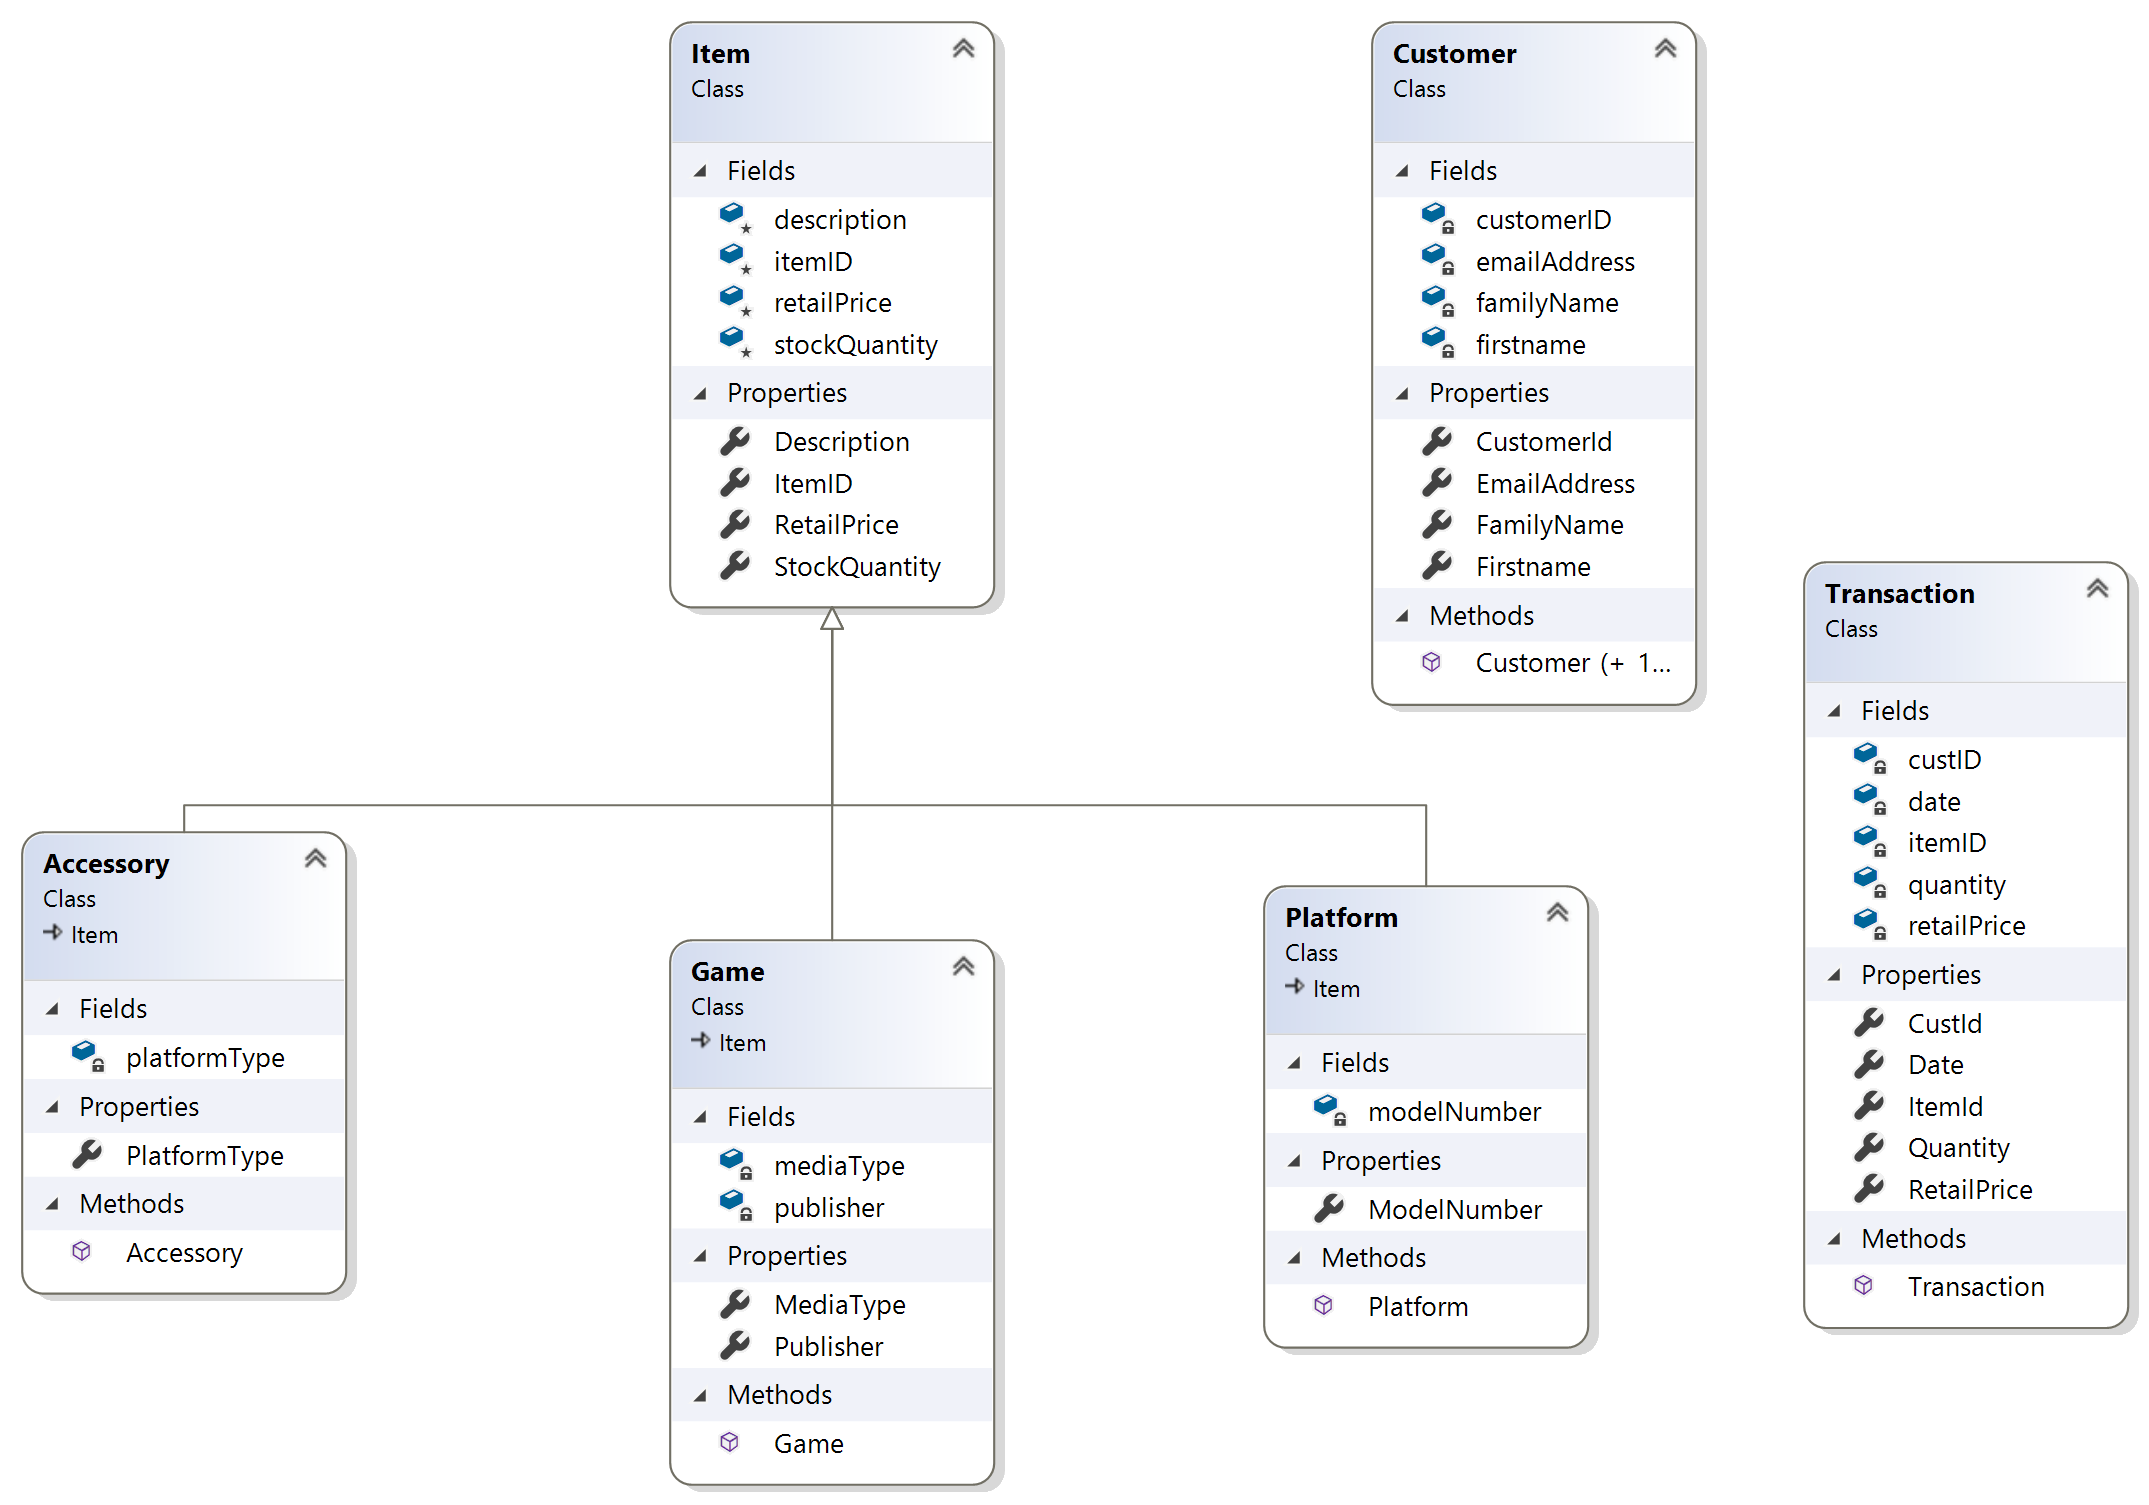 Item
Class
Fields
description
itemID
retailPrice
stockQuantity
Properties
Description
ItemID
RetailPrice
StockQuantity
Customer
Class
Fields
customerID
emailAddress
familyName
firstname
Properties
CustomerId
EmailAddress
FamilyName
Firstname
Methods
Customer (+ 1...
Transaction
Class
Fields
custID
date
itemID
quantity
retailPrice
Properties
CustId
Date
ItemId
Quantity
RetailPrice
Methods
Transaction
Accessory
Class
Item
Fields
platformType
Properties
PlatformType
Methods
Accessory
Game
Class
Item
Fields
mediaType
publisher
Properties
MediaType
Publisher
Methods
Game
Platform
Class
Item
Fields
modelNumber
Properties
ModelNumber
Methods
Platform